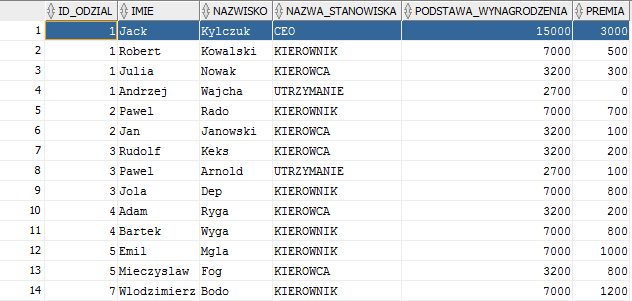 ID_ODZIAL IMIE NAZWISKO NAZWA_STANOWISKA PODSTAWA_WYNAGRODZENIA PREMIA
1 1 Jack Kylczuk CEO 15000 3000
2 1 Robert Kowalski KIEROWNIK 7000 500
3 1 Julia Nowak KIEROWCA 3200 300
4 1 Andrzej Wajcha UTRZYMANIE 2700 0
5 2 Pawel Rado KIEROWNIK 7000 700
6 2 Jan Janowski KIEROWCA 3200 100
7 3 Rudolf Keks KIEROWCA 3200 200
8 3 Pawel Arnold UTRZYMANIE 2700 100
9 3 Jola Dep KIEROWNIK 7000 800
10 4 Adam Ryga KIEROWCA 3200 200
11 4 Bartek Wyga KIEROWNIK 7000 800
12 5 Emil Mgla KIEROWNIK 7000 1000
13 5 Mieczyslaw Fog KIEROWCA 3200 800
14 7 Wlodzimierz Bodo KIEROWNIK 7000 1200